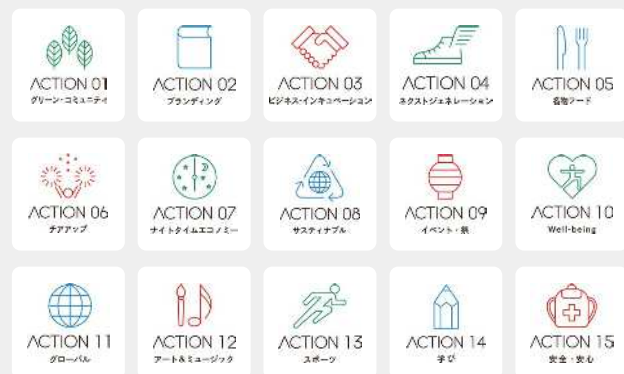 ACTION 01
グリーン・コミュニティ
ACTION 02
ブランディング
ACTION 03
ビジネス・インキュベーション
ACTION 04
ネクストジェネレーション
ACTION 05
名物フード
ACTION 06
チアアップ
ACTION 07
ナイトタイムエコノミー
ACTION 08
サスティナブル
ACTION 09
イベント・祭
ACTION 10
Well-being
ACTION 11
グローバル
ACTION 12
アート&ミュージック
ACTION 13
スポーツ
ACTION 14
学び
ACTION 15
安全・安心